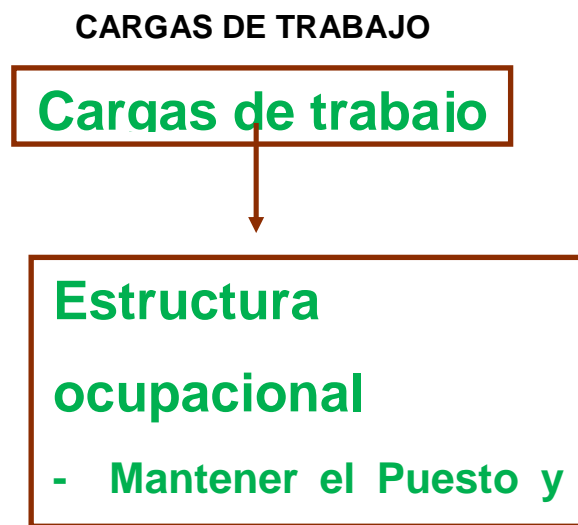 CARGAS DE TRABAJO
Cargas de trabajo
Estructura
ocupacional
- Mantener el Puesto y